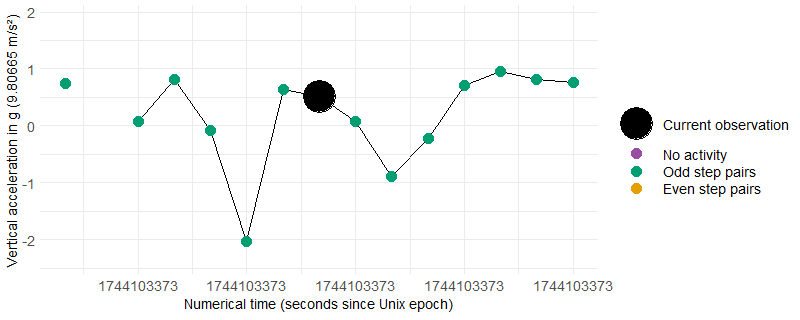 Vertical acceleration in g (9.80665 m/s²)
2
1
0
-1
-2
1744103373 1744103373 1744103373 1744103373 1744103373
Numerical time (seconds since Unix epoch)
Current observation
No activity
Odd step pairs
Even step pairs